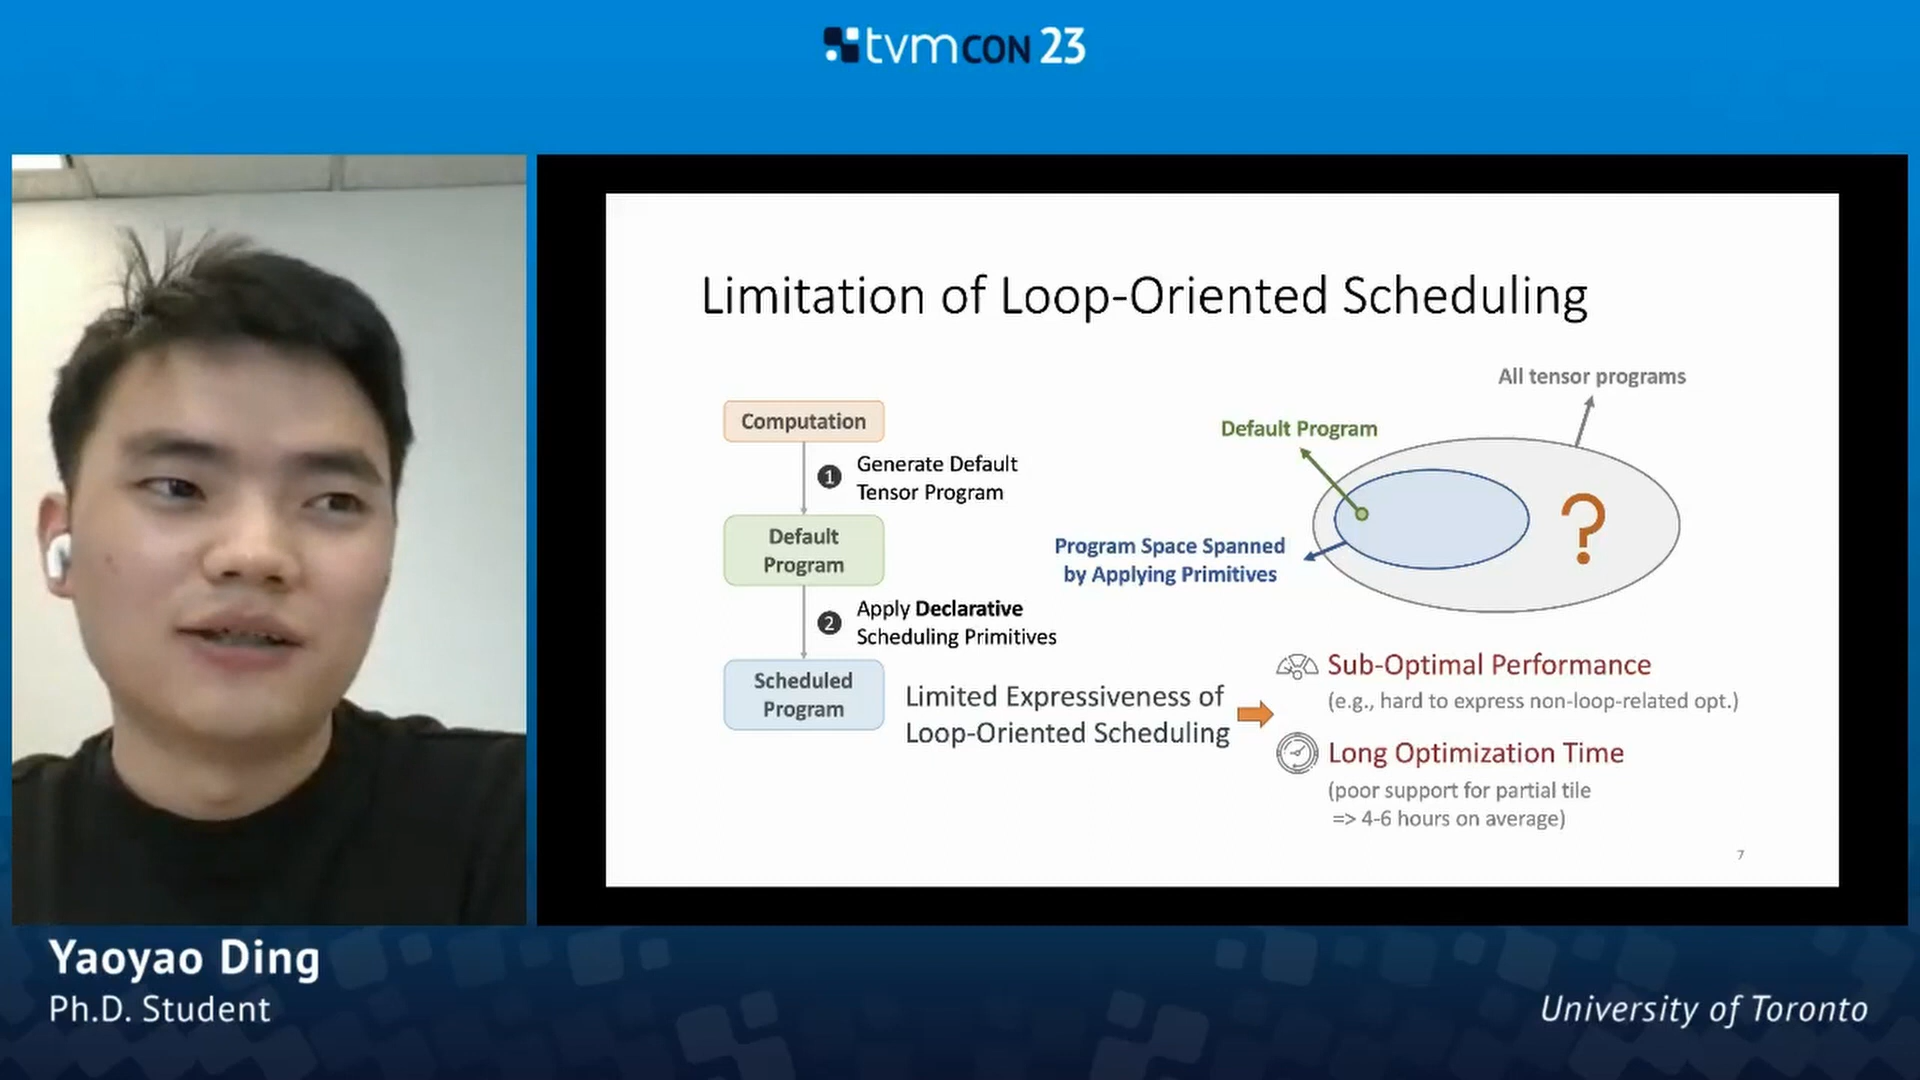 tvmcon 23
Limitation of Loop-Oriented Scheduling
Computation
1
Generate Default
Tensor Program
Default
Program
2
Apply Declarative
Scheduling Primitives
Scheduled
Program
Limited Expressiveness of
Loop-Oriented Scheduling
All tensor programs
Default Program
Program Space Spanned
by Applying Primitives
?
Sub-Optimal Performance
(e.g., hard to express non-loop-related opt.)
Long Optimization Time
(poor support for partial tile
=> 4-6 hours on average)
7
Yaoyao Ding
Ph.D. Student
University of Toronto